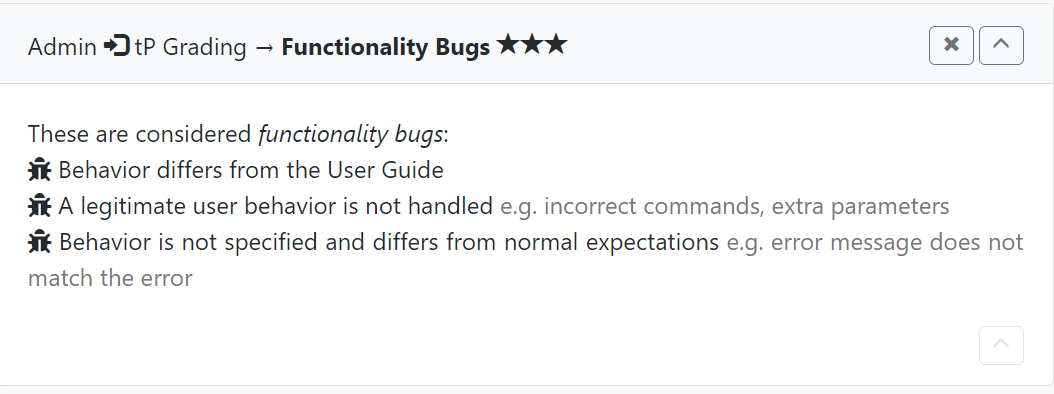 Admin tP Grading → Functionality Bugs ★★★
These are considered functionality bugs:
Behavior differs from the User Guide
A legitimate user behavior is not handled e.g. incorrect commands, extra parameters
Behavior is not specified and differs from normal expectations e.g. error message does not
match the error